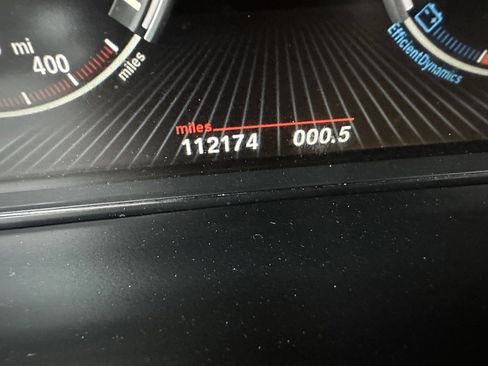 mi
400
miles
EfficientDynamics
miles
112174 000.5